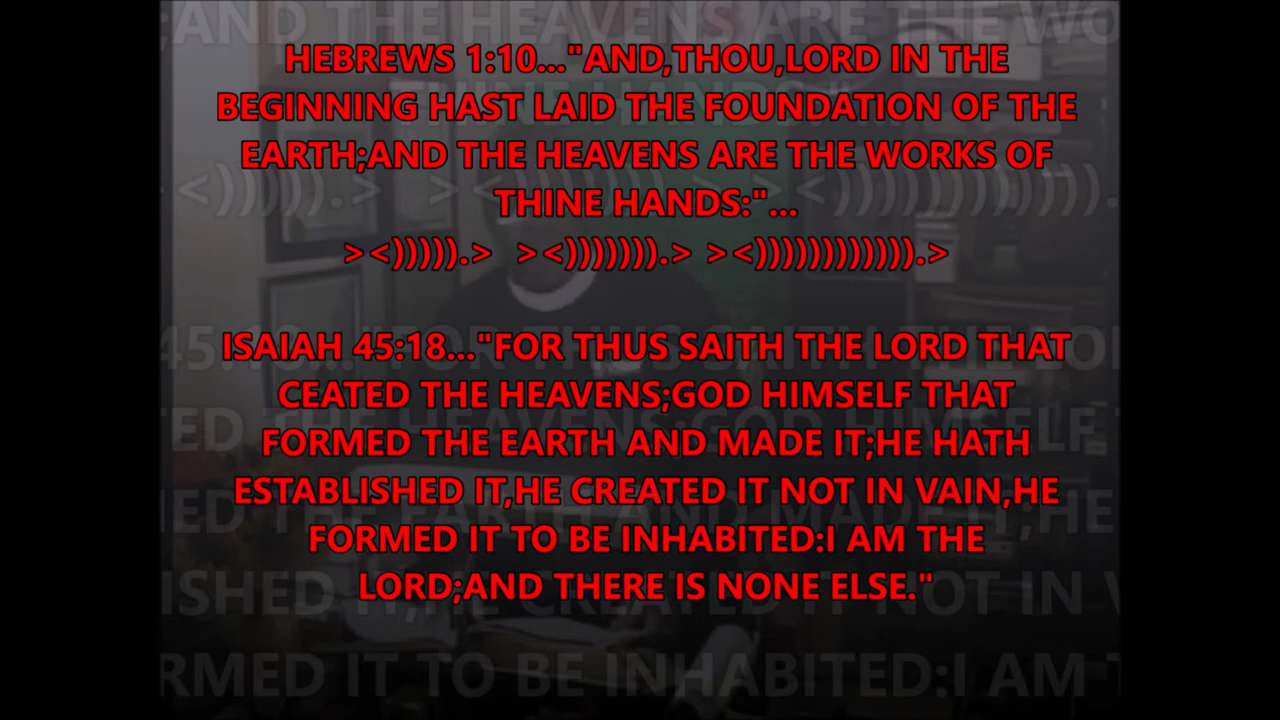 HEBREWS 1:10..."AND,THOU,LORD IN THE
BEGINNING HAST LAID THE FOUNDATION OF THE
EARTH;AND THE HEAVENS ARE THE WORKS OF
THINE HANDS:"...
><))))).>  ><))))))).> ><)))))))))))).>
ISAIAH 45:18..."FOR THUS SAITH THE LORD THAT
CEATED THE HEAVENS;GOD HIMSELF THAT
FORMED THE EARTH AND MADE IT;HE HATH
ESTABLISHED IT,HE CREATED IT NOT IN VAIN,HE
FORMED IT TO BE INHABITED:I AM THE
LORD;AND THERE IS NONE ELSE."